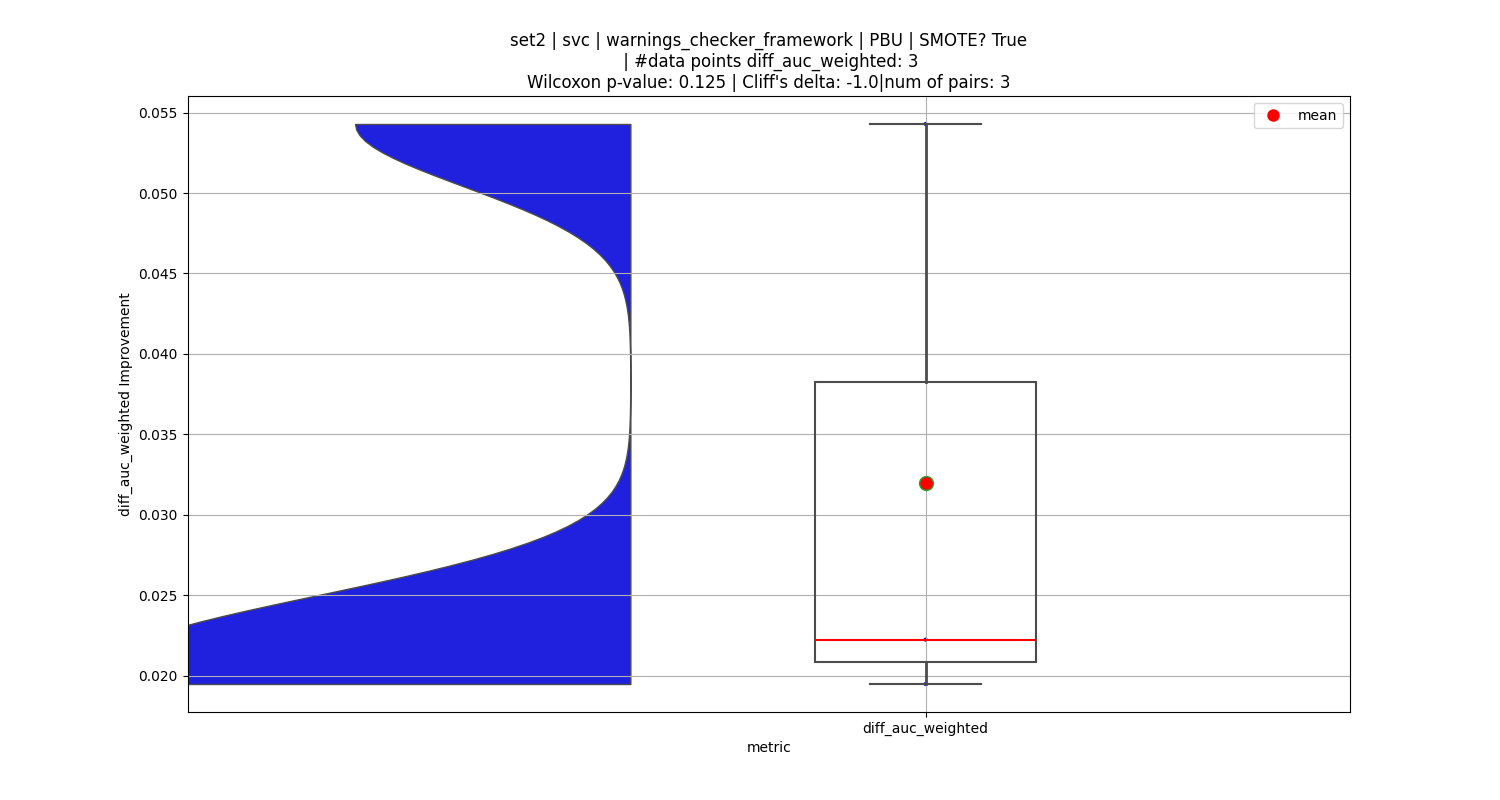 set2 | svc | warnings_checker_framework | PBU | SMOTE? True
| #data points diff_auc_weighted: 3
Wilcoxon p-value: 0.125 | Cliff's delta: -1.0|num of pairs: 3
mean
0.055
0.050
0.045
0.040
0.035
0.030
0.025
0.020
diff_auc_weighted Improvement
diff_auc_weighted
metric